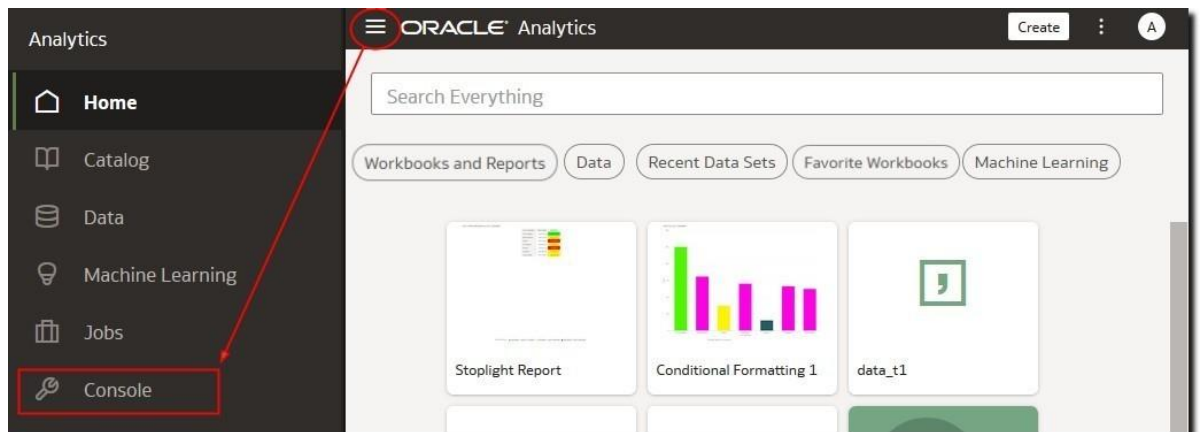 Analytics
Home
Catalog
Data
Machine Learning
Jobs
Console
ORACLE® Analytics
Create
A
Search Everything
Workbooks and Reports
Data
Recent Data Sets
Favorite Workbooks
Machine Learning
Stoplight Report
Conditional Formatting 1
data_t1